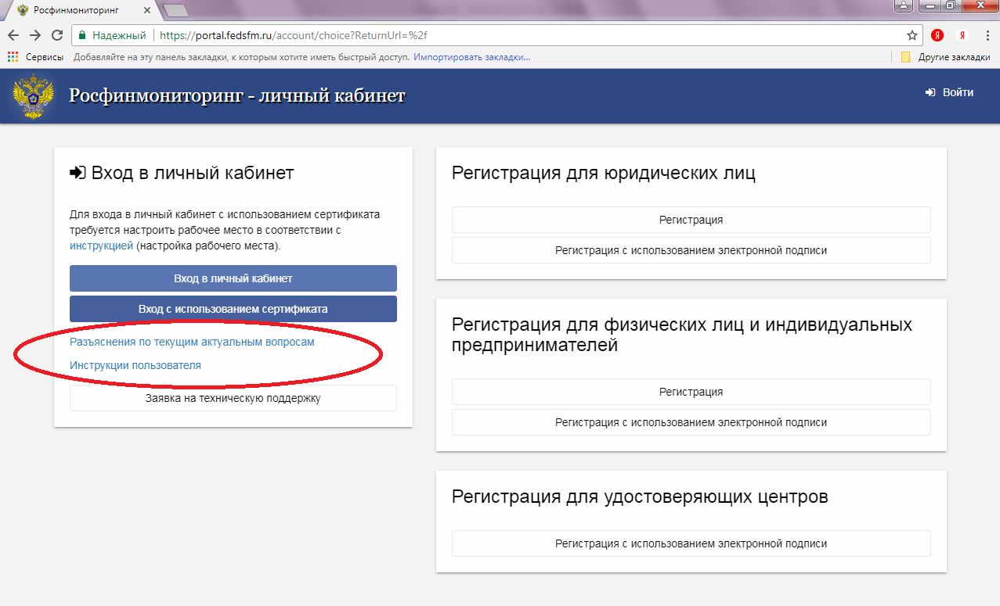 Росфинмониторинг
Надежный https://portal.fedsfm.ru/account/choice?ReturnUrl=%2f
Сервисы Добавляйте на эту панель закладки, к которым хотите иметь быстрый доступ. Импортировать закладки... Другие закладки
Росфинмониторинг - личный кабинет
Войти
Вход в личный кабинет
Для входа в личный кабинет с использованием сертификата
требуется настроить рабочее место в соответствии с
инструкцией (настройка рабочего места).
Вход в личный кабинет
Вход с использованием сертификата
Разъяснения по текущим актуальным вопросам
Инструкции пользователя
Заявка на техническую поддержку
Регистрация для юридических лиц
Регистрация
Регистрация с использованием электронной подписи
Регистрация для физических лиц и индивидуальных
предпринимателей
Регистрация
Регистрация с использованием электронной подписи
Регистрация для удостоверяющих центров
Регистрация с использованием электронной подписи